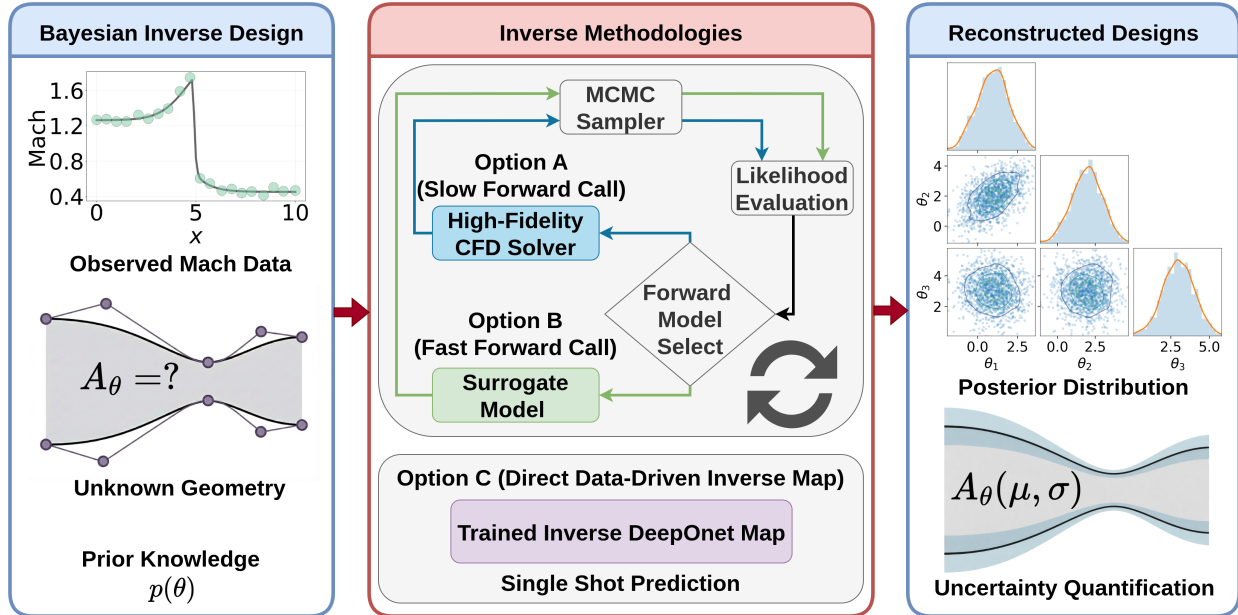 Bayesian Inverse Design
Mach
1.6
1.2
0.8
0.4
0
5
10
x
Observed Mach Data
A_θ =?
Unknown Geometry
Prior Knowledge
p(θ)
Inverse Methodologies
MCMC
Sampler
Option A
(Slow Forward Call)
High-Fidelity
CFD Solver
Likelihood
Evaluation
Forward
Model
Select
Option B
(Fast Forward Call)
Surrogate
Model
Option C (Direct Data-Driven Inverse Map)
Trained Inverse DeepOnet Map
Single Shot Prediction
Reconstructed Designs
θ₂
4
2
0
θ₃
4
2
0.0 2.5
θ₁
0.0 2.5
θ₂
2.5 5.0
θ₃
Posterior Distribution
A_θ(μ, σ)
Uncertainty Quantification